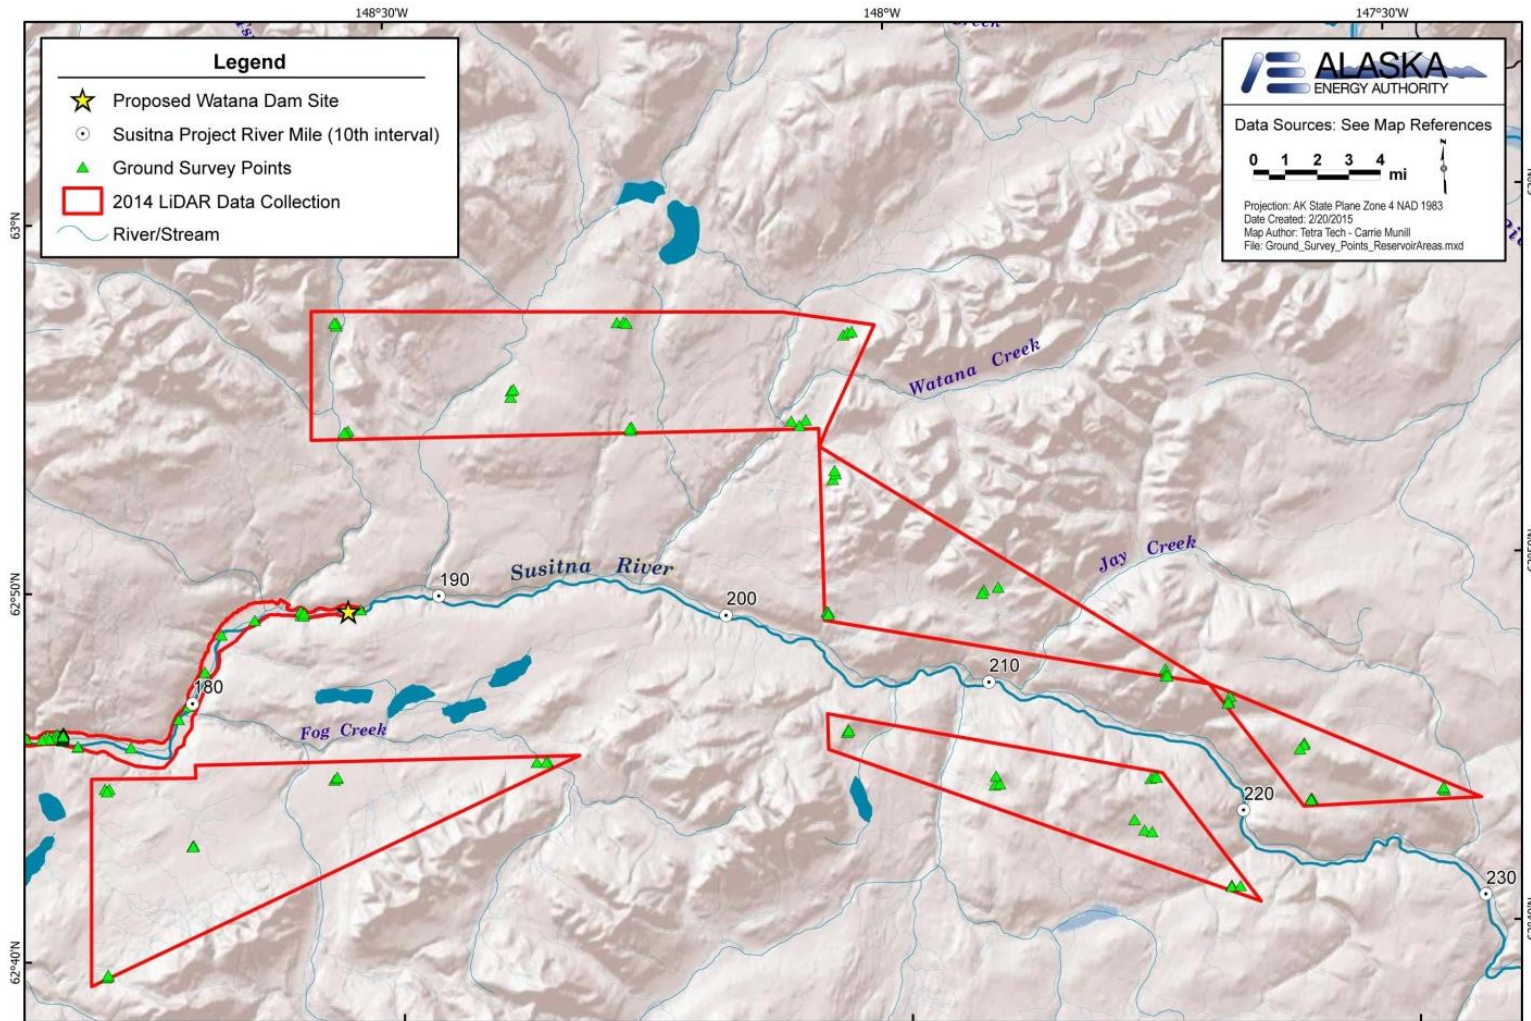 148°30'W
148°0'W
147°30'W
Creek
Legend
Proposed Watana Dam Site
Susitna Project River Mile (10th interval)
Ground Survey Points
2014 LiDAR Data Collection
River/Stream
ALASKA
ENERGY AUTHORITY
Data Sources: See Map References
0 1 2 3 4
mi
N
Projection: AK State Plane Zone 4 NAD 1983
Date Created: 2/20/2015
Map Author: Tetra Tech - Carrie Munill
File: Ground_Survey_Points_ReservoirAreas.mxd
63°N
Watana Creek
Jay Creek
Susitna River
62°50'N
190
200
210
180
Fog Creek
220
230
62°40'N